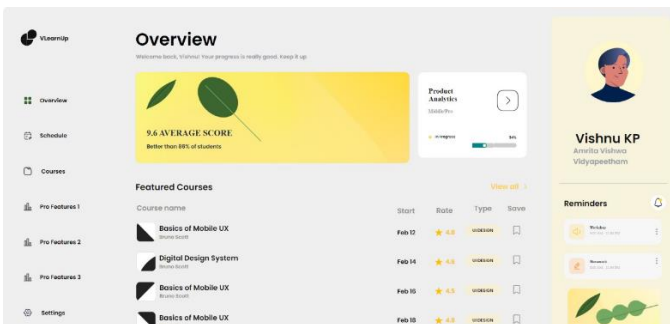 VLearnUp
Overview
Schedule
Courses
Pro Features 1
Pro Features 2
Pro Features 3
Settings
Overview
Welcome back, Vishnu! Your progress is really good. Keep it up
9.6 AVERAGE SCORE
Better than 89% of students
Product
Analytics
In Progress
Featured Courses
View all >
Course name
Start
Rate
Type
Save
Basics of Mobile UX
Bruno Scott
Feb 12
4.8
UI/DESIGN
Digital Design System
Bruno Scott
Feb 14
4.8
UI/DESIGN
Basics of Mobile UX
Bruno Scott
Feb 16
4.8
UI/DESIGN
Basics of Mobile UX
Feb 18
4.8
UI/DESIGN
Vishnu KP
Amrita Vishwa
Vidyapeetham
Reminders